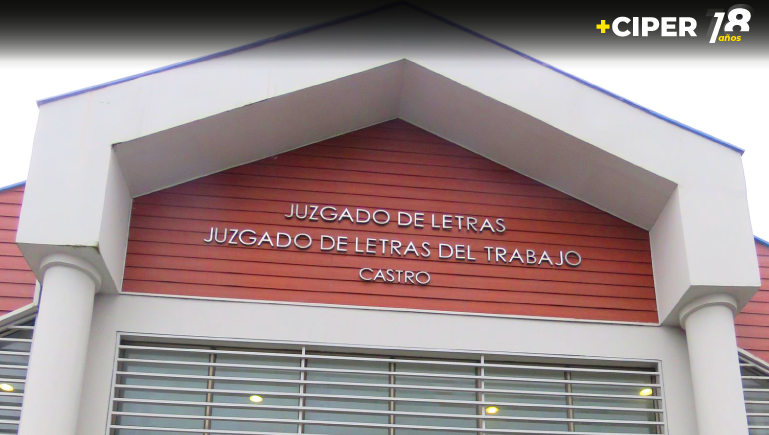 +CIPER 18
años
JUZGADO DE LETRAS
JUZGADO DE LETRAS DEL TRABAJO
CASTRO